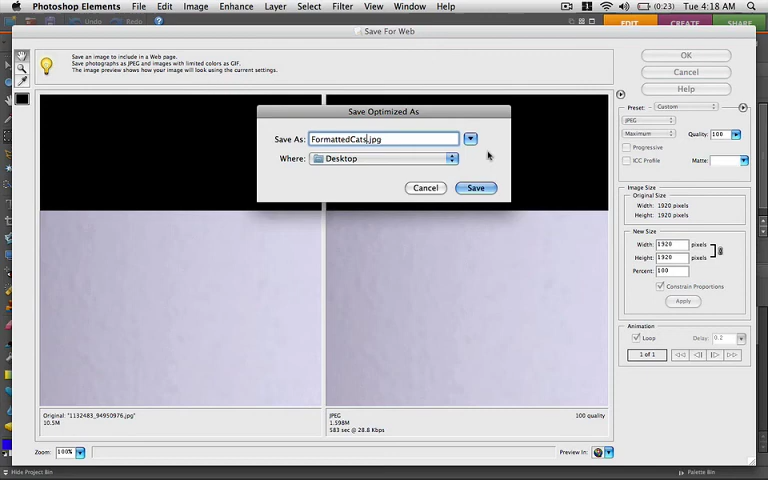 Photoshop Elements File Edit Image Enhance Layer Select Filter View Window Help (0:23) Tue 4:18 AM
Undo Redo EDIT CREATE SHARE
Save For Web
Save an image to include in a Web page.
Save photographs as JPEG and images with limited colors as GIF.
The image preview shows how your image will look using the current settings.
OK
Cancel
Help
Save Optimized As
Save As: FormattedCats.jpg
Where: Desktop
Cancel Save
Preset: Custom
JPEG
Maximum Quality: 100
Progressive
ICC Profile Matte:
Image Size
Original Size
Width: 1920 pixels
Height: 1920 pixels
New Size
Width: 1920 pixels
Height: 1920 pixels
Percent: 100
Constrain Proportions
Apply
Animation
Loop Delay: 0.2
1 of 1
Original: "1132483_94950976.jpg"
10.5M
JPEG 100 quality
1.598M
583 sec @ 28.8 Kbps
Zoom: 100% Preview In:
Hide Project Bin Palette Bin